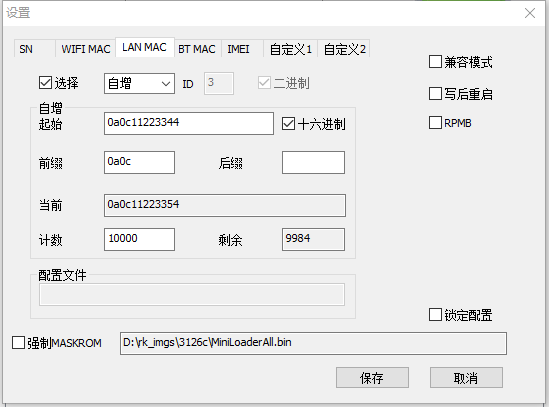 设置
SN WIFI MAC LAN MAC BT MAC IMEI 自定义1 自定义2
选择 自增 ID 3 二进制
兼容模式
写后重启
RPMB
自增
起始 0a0c11223344 十六进制
前缀 0a0c 后缀
当前 0a0c11223354
计数 10000 剩余 9984
配置文件
锁定配置
强制MASKROM D:\rk_imgs\3126c\MiniLoaderAll.bin
保存 取消